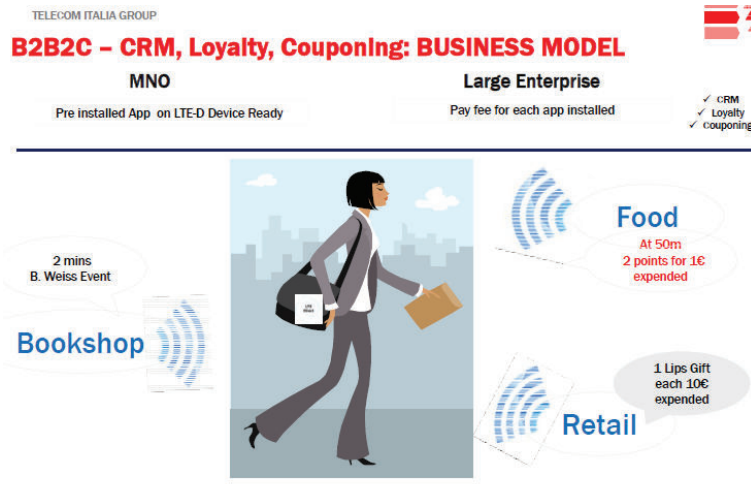 TELECOM ITALIA GROUP
B2B2C – CRM, Loyalty, Couponing: BUSINESS MODEL
MNO
Pre installed App on LTE-D Device Ready
Large Enterprise
Pay fee for each app installed
✓ CRM
✓ Loyalty
✓ Couponing
2 mins
B. Weiss Event
Bookshop
Food
At 50m
2 points for 1€
expended
1 Lips Gift
each 10€
expended
Retail